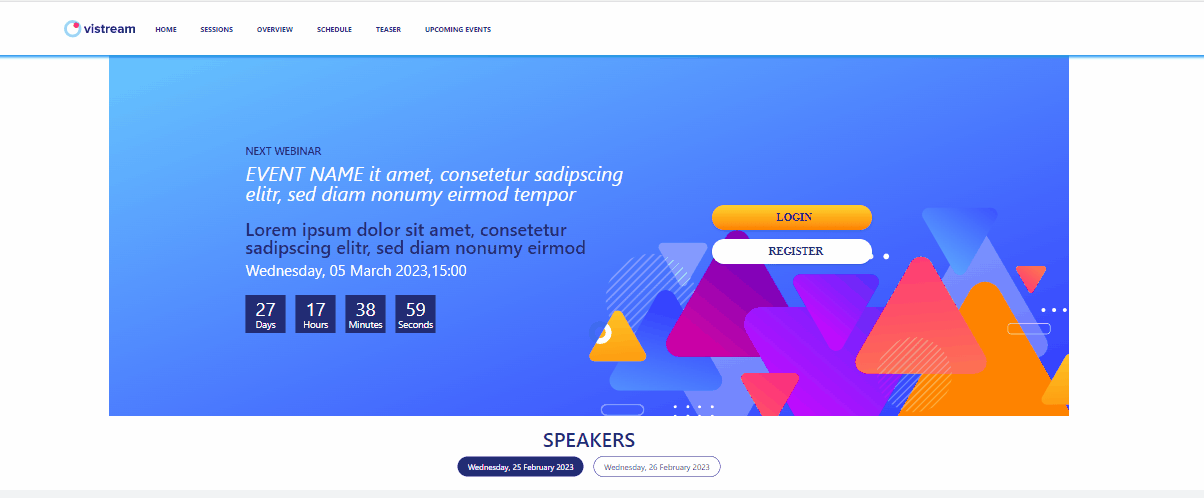 vistream HOME SESSIONS OVERVIEW SCHEDULE TEASER UPCOMING EVENTS
NEXT WEBINAR
EVENT NAME it amet, consetetur sadipscing
elitr, sed diam nonumy eirmod tempor
Lorem ipsum dolor sit amet, consetetur
sadipscing elitr, sed diam nonumy eirmod
Wednesday, 05 March 2023,15:00
27 17 38 59
Days Hours Minutes Seconds
LOGIN
REGISTER
SPEAKERS
Wednesday, 25 February 2023 Wednesday, 26 February 2023